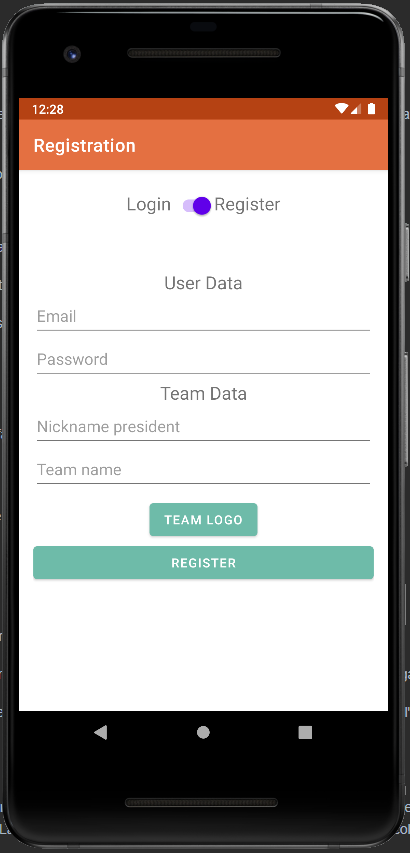 12:28
Registration
Login Register
User Data
Email
Password
Team Data
Nickname president
Team name
TEAM LOGO
REGISTER